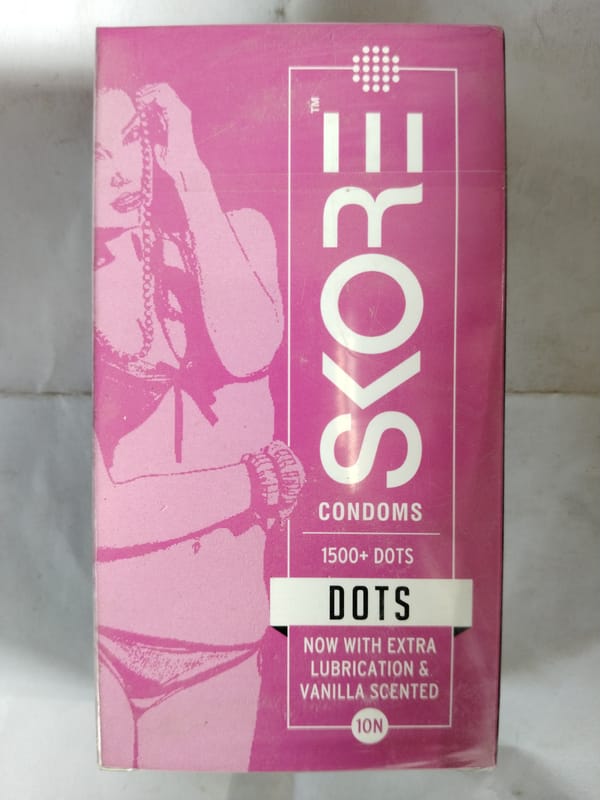 SKORE™
CONDOMS
1500+ DOTS
DOTS
NOW WITH EXTRA
LUBRICATION &
VANILLA SCENTED
10N